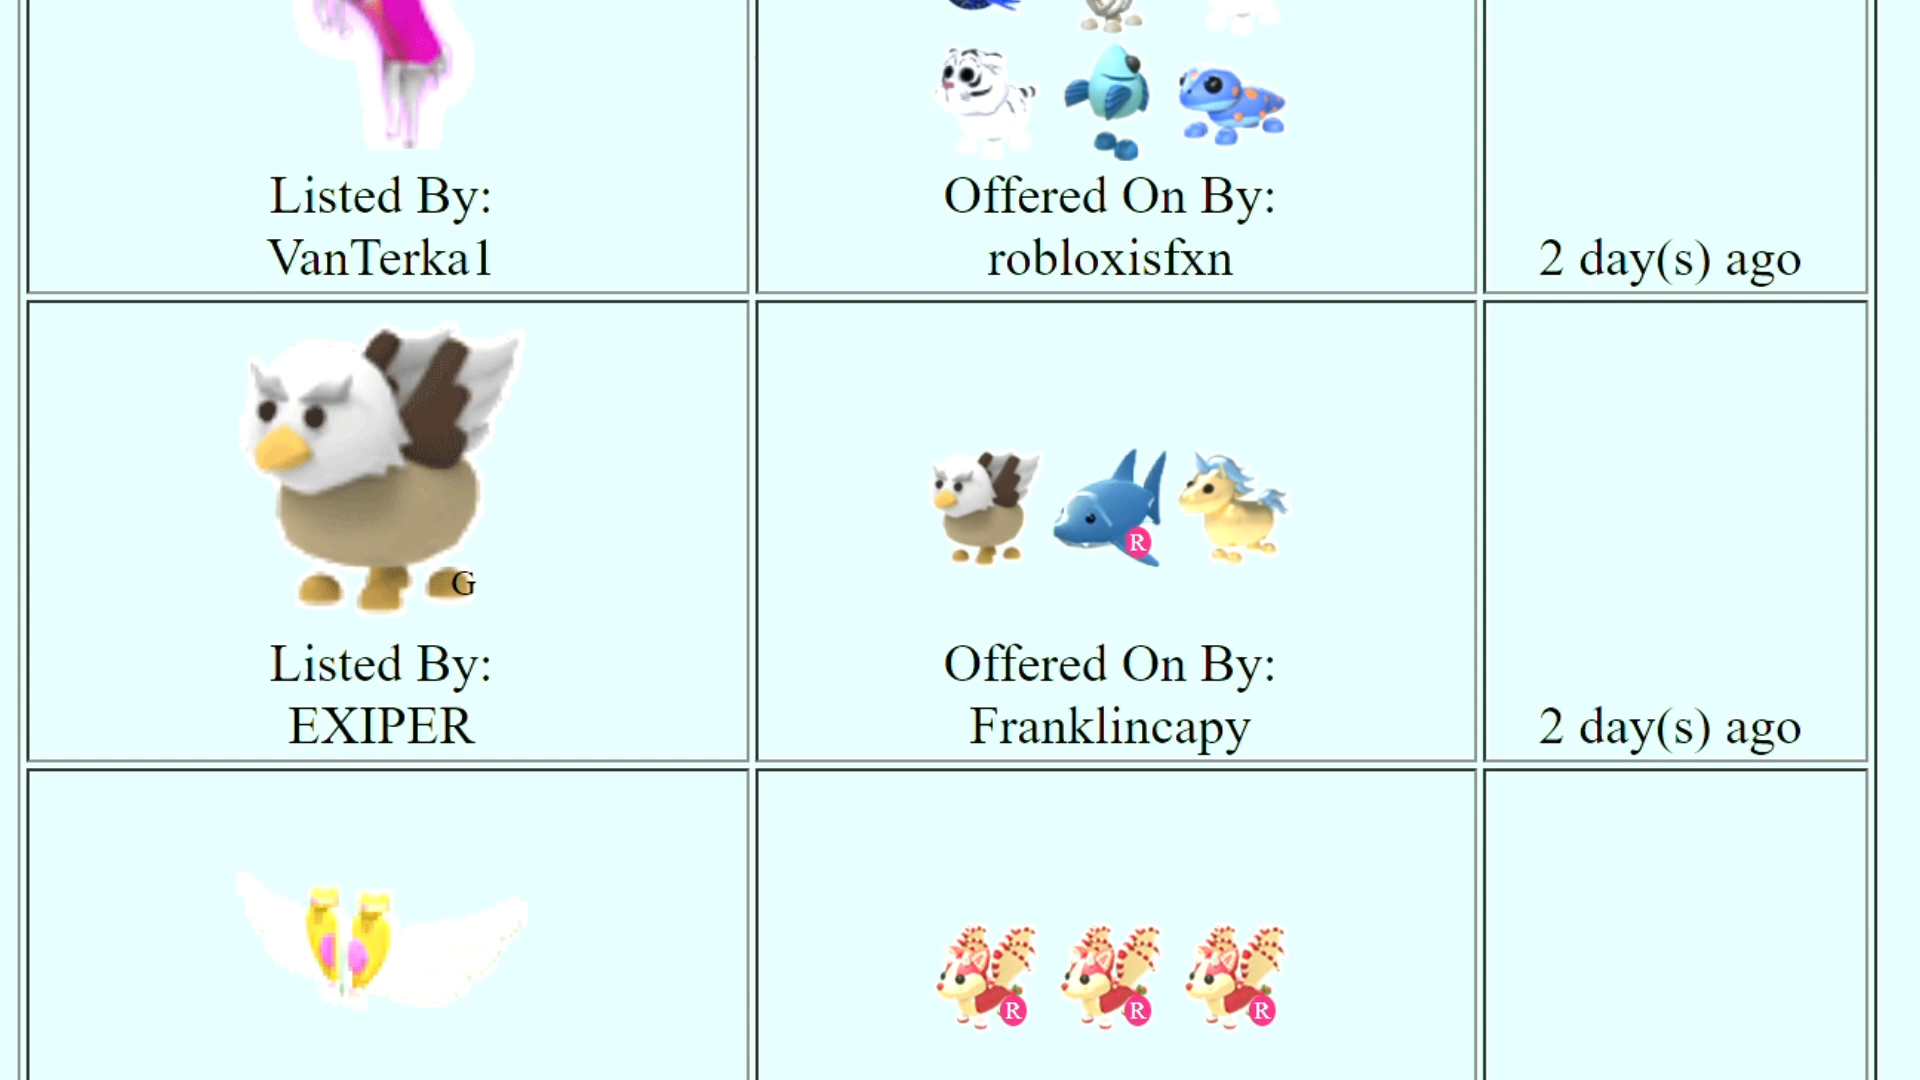 Listed By:
VanTerka1
Offered On By:
robloxisfxn
2 day(s) ago
G
Listed By:
EXIPER
R
Offered On By:
Franklincapy
2 day(s) ago
R
R
R